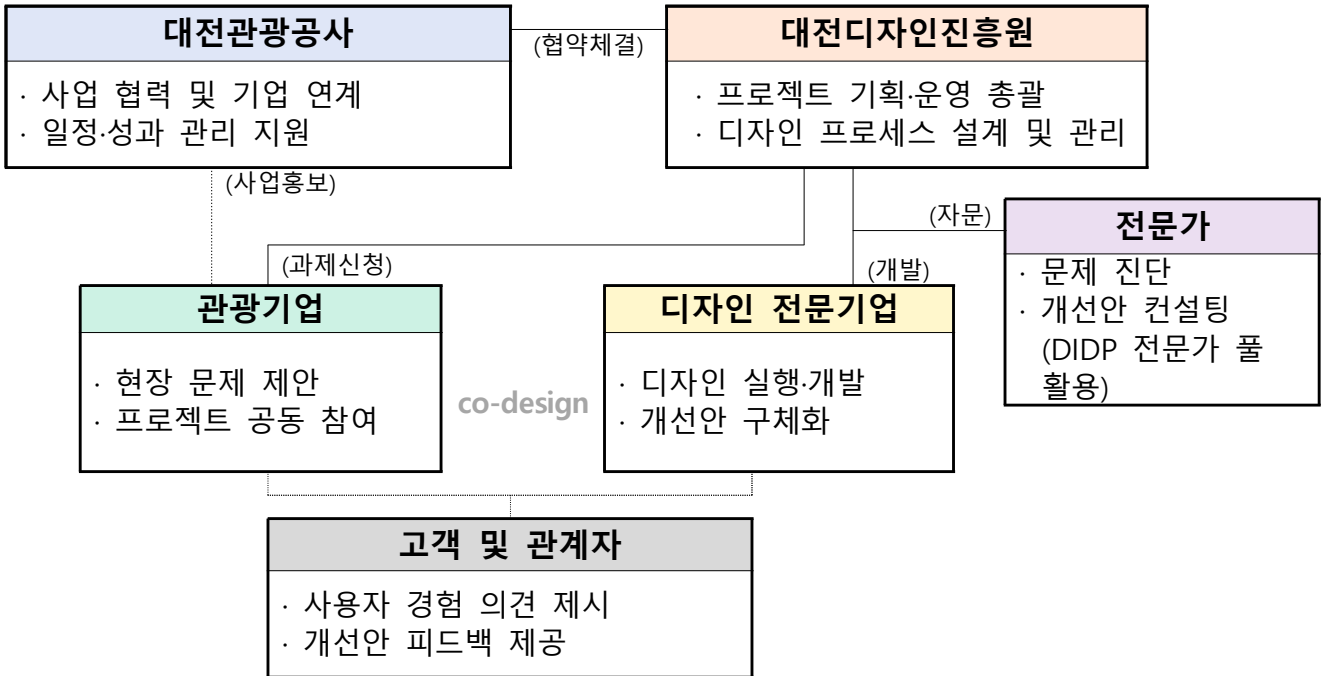 대전관광공사
(협약체결)
대전디자인진흥원
· 사업 협력 및 기업 연계
· 일정·성과 관리 지원
· 프로젝트 기획·운영 총괄
· 디자인 프로세스 설계 및 관리
(사업홍보)
(자문)
전문가
· 문제 진단
· 개선안 컨설팅
(DIDP 전문가 풀
활용)
(과제신청)
(개발)
관광기업
· 현장 문제 제안
· 프로젝트 공동 참여
co-design
디자인 전문기업
· 디자인 실행·개발
· 개선안 구체화
고객 및 관계자
· 사용자 경험 의견 제시
· 개선안 피드백 제공